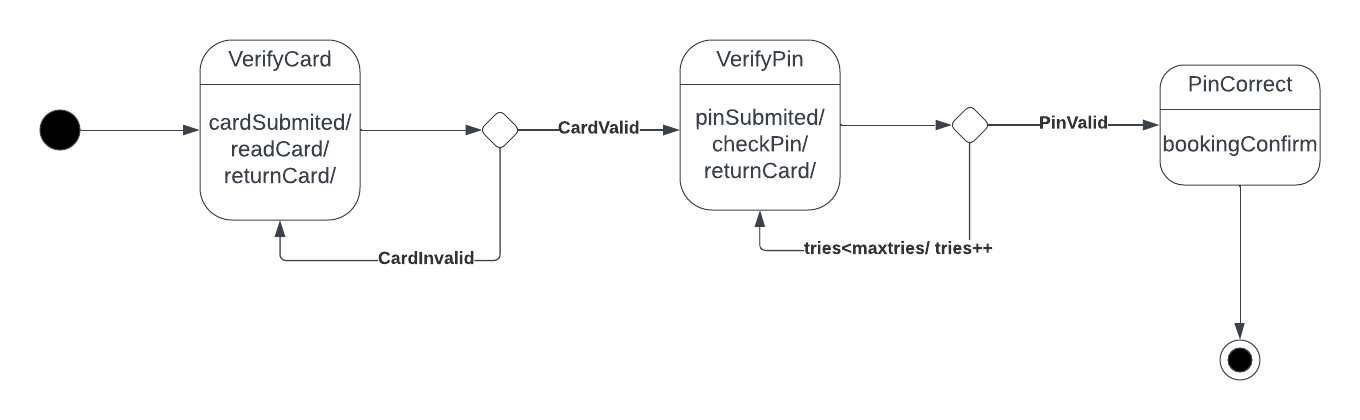 VerifyCard
cardSubmited/
readCard/
returnCard/
CardValid
CardInvalid
VerifyPin
pinSubmited/
checkPin/
returnCard/
PinValid
tries<maxtries/ tries++
PinCorrect
bookingConfirm